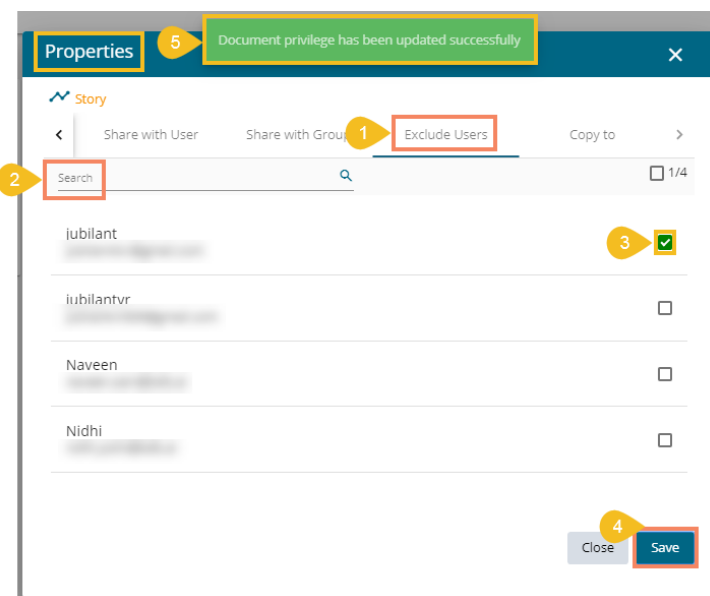 Properties
5
Document privilege has been updated successfully
Story
Share with User
Share with Group
1
Exclude Users
Copy to
2
Search
1/4
jubilant
3
jubilantvr
Naveen
Nidhi
4
Close
Save